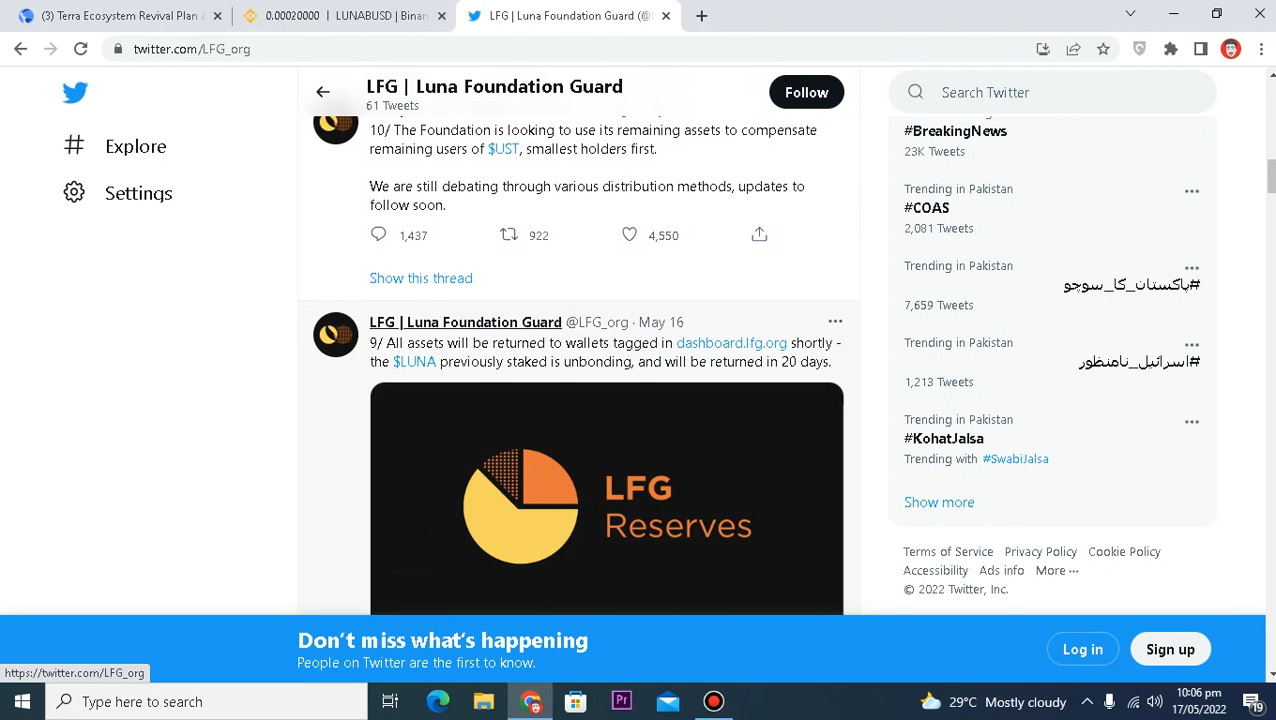 (3) Terra Ecosystem Revival Plan 2
0.00020000 | LUNABUSD | Binan
LFG | Luna Foundation Guard (@
twitter.com/LFG_org
LFG | Luna Foundation Guard
61 Tweets
Follow
Search Twitter
Explore
Settings
10/ The Foundation is looking to use its remaining assets to compensate
remaining users of $UST, smallest holders first.
We are still debating through various distribution methods, updates to
follow soon.
1,437
922
4,550
Show this thread
LFG | Luna Foundation Guard @LFG_org · May 16
9/ All assets will be returned to wallets tagged in dashboard.lfg.org shortly -
the $LUNA previously staked is unbonding, and will be returned in 20 days.
LFG
Reserves
#BreakingNews
23K Tweets
Trending in Pakistan
#COAS
2,081 Tweets
Trending in Pakistan
#پاکستان_کا_سوچو
7,659 Tweets
Trending in Pakistan
#اسرائیل_نامنظور
1,213 Tweets
Trending in Pakistan
#KohatJalsa
Trending with #SwabiJalsa
Show more
Terms of Service Privacy Policy Cookie Policy
Accessibility Ads info More ···
© 2022 Twitter, Inc.
Don't miss what's happening
People on Twitter are the first to know.
Log in
Sign up
https://twitter.com/LFG_org
Type here to search
Pr
29°C Mostly cloudy
10:06 pm
17/05/2022
19